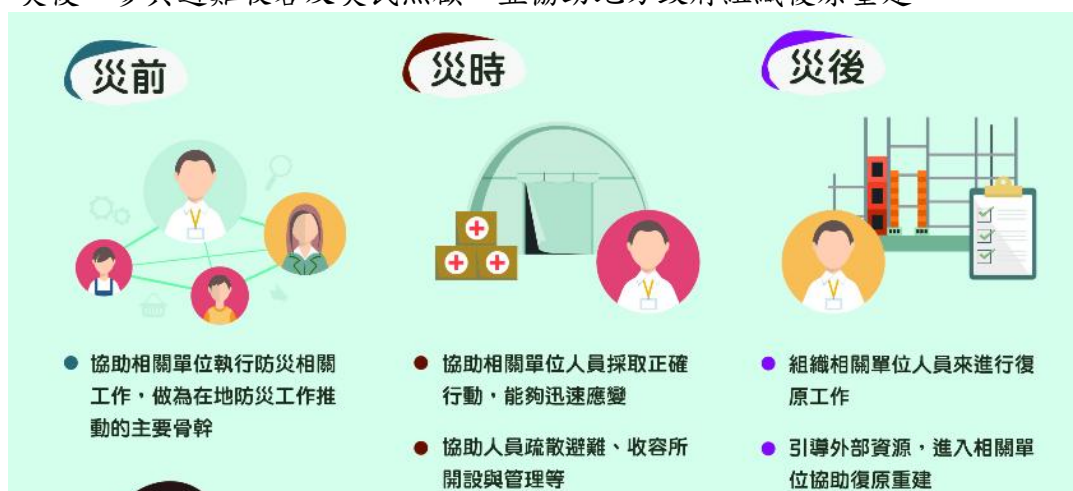 災前
災時
災後
● 協助相關單位執行防災相關
工作，做為在地防災工作推
動的主要骨幹
● 協助相關單位人員採取正確
行動，能夠迅速應變
● 協助人員疏散避難、收容所
開設與管理等
● 組織相關單位人員來進行復
原工作
● 引導外部資源，進入相關單
位協助復原重建